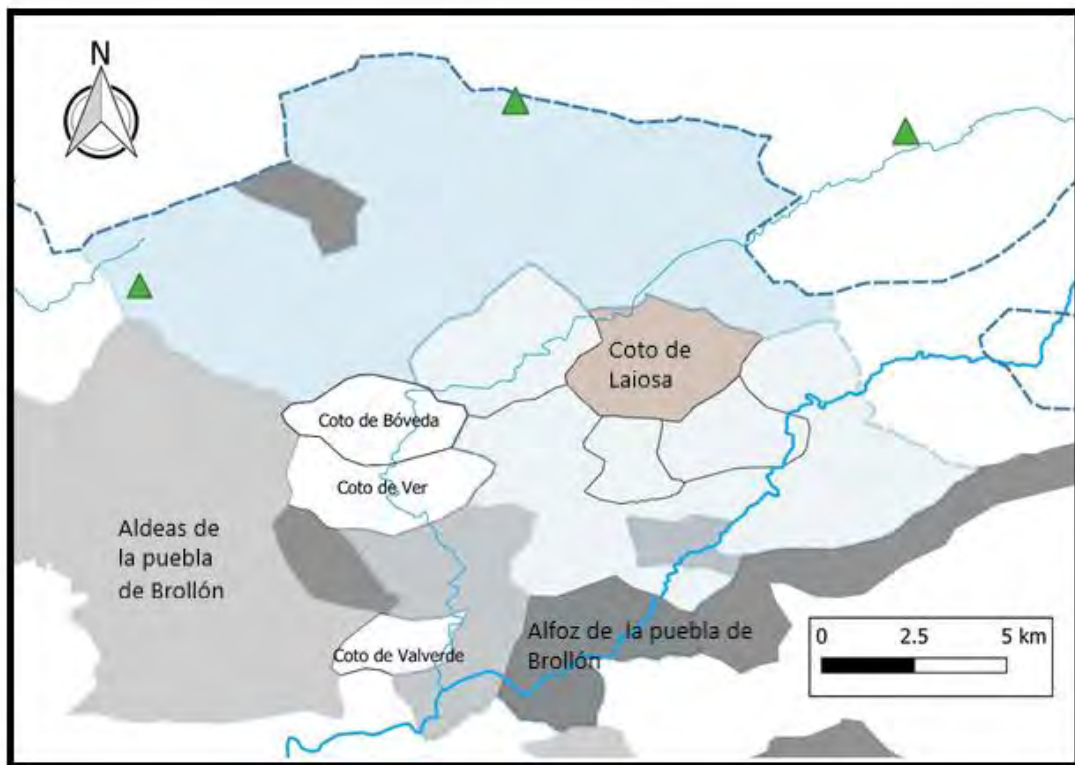 N
Coto de
Laiosa
Coto de Bóveda
Coto de Ver
Aldeas de
la puebla
de Brollón
Alfoz de la puebla de
Brollón
Coto de Valverde
0 2.5 5 km